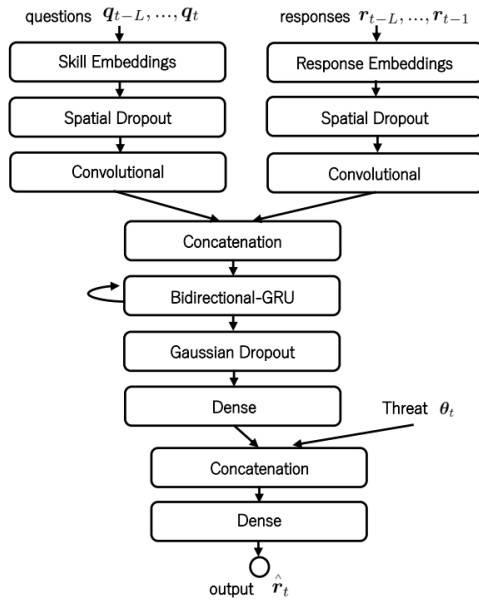 questions q_{t-L}, ..., q_t
responses r_{t-L}, ..., r_{t-1}
Skill Embeddings
Response Embeddings
Spatial Dropout
Spatial Dropout
Convolutional
Convolutional
Concatenation
Bidirectional-GRU
Gaussian Dropout
Dense
Threat θ_t
Concatenation
Dense
output \hat{r}_t